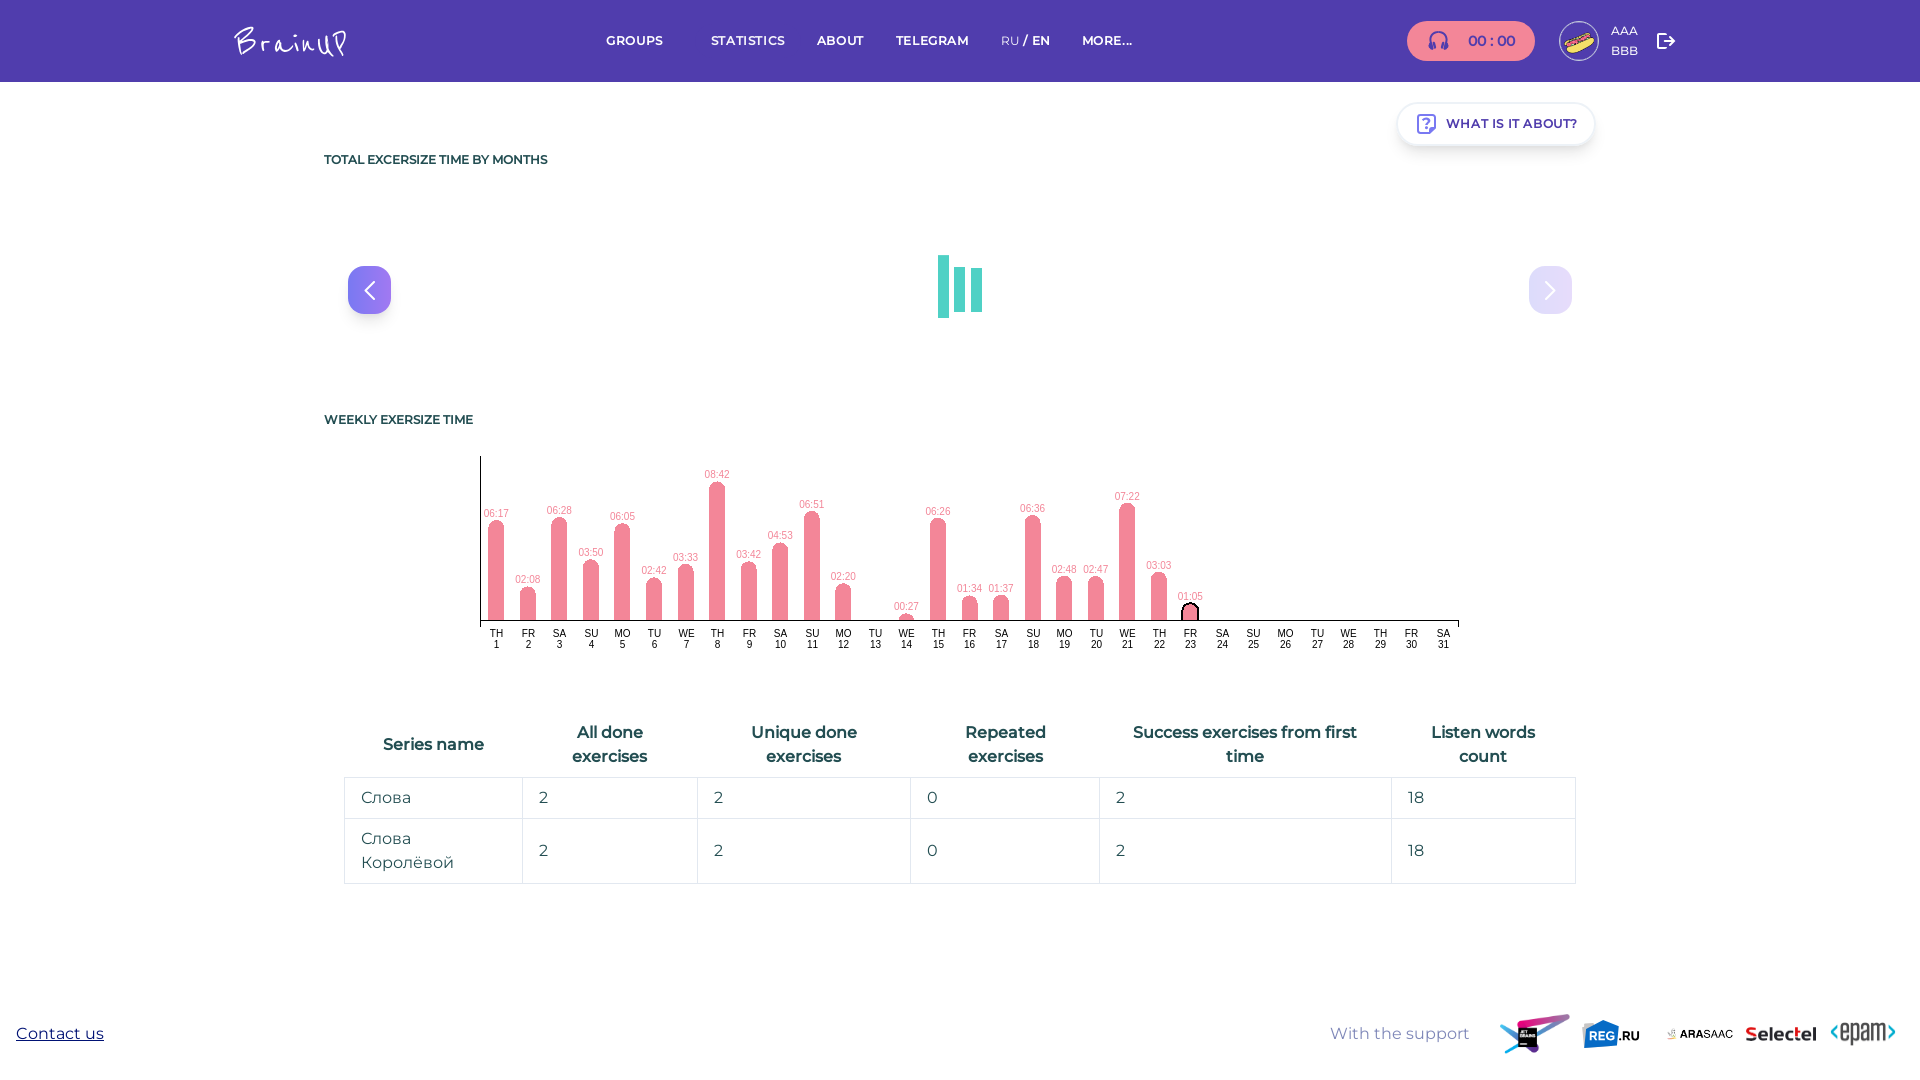 BrainUP
GROUPS STATISTICS ABOUT TELEGRAM RU / EN MORE...
00 : 00
AAA
BBB
WHAT IS IT ABOUT?
TOTAL EXCERSIZE TIME BY MONTHS
WEEKLY EXERSIZE TIME
06:17 02:08 06:28 03:50 06:05 02:42 03:33 08:42 03:42 04:53 06:51 02:20 00:27 06:26 01:34 01:37 06:36 02:48 02:47 07:22 03:03 01:05
TH FR SA SU MO TU WE TH FR SA SU MO TU WE TH FR SA SU MO TU WE TH FR SA SU MO TU WE TH FR SA
1 2 3 4 5 6 7 8 9 10 11 12 13 14 15 16 17 18 19 20 21 22 23 24 25 26 27 28 29 30 31
Series name All done exercises Unique done exercises Repeated exercises Success exercises from first time Listen words count
Слова 2 2 0 2 18
Слова Королёвой 2 2 0 2 18
Contact us
With the support
REG.RU ARASAAC Selectel <epam>